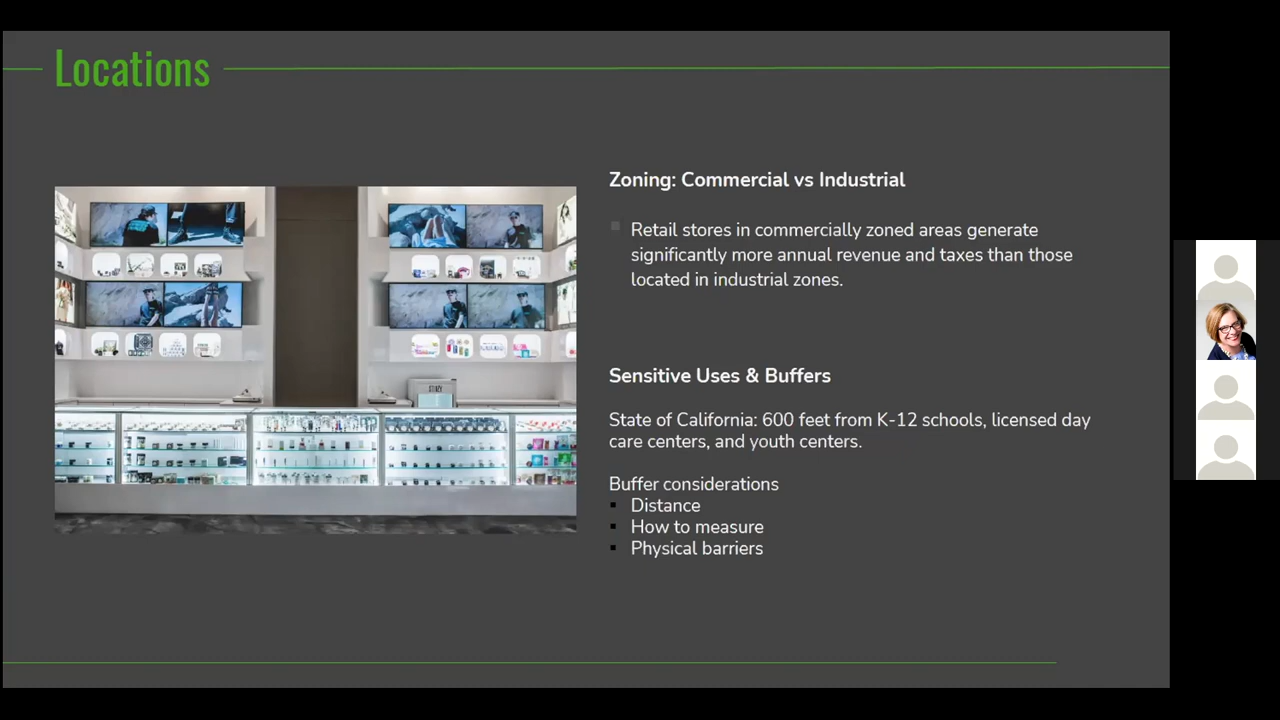 Locations
Zoning: Commercial vs Industrial
Retail stores in commercially zoned areas generate
significantly more annual revenue and taxes than those
located in industrial zones.
Sensitive Uses & Buffers
State of California: 600 feet from K-12 schools, licensed day
care centers, and youth centers.
Buffer considerations
Distance
How to measure
Physical barriers